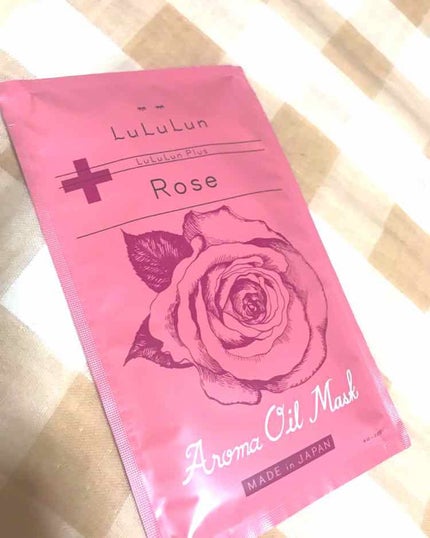 LuLuLun
LuLuLun Plus
Rose
Aroma Oil Mask
MADE in JAPAN